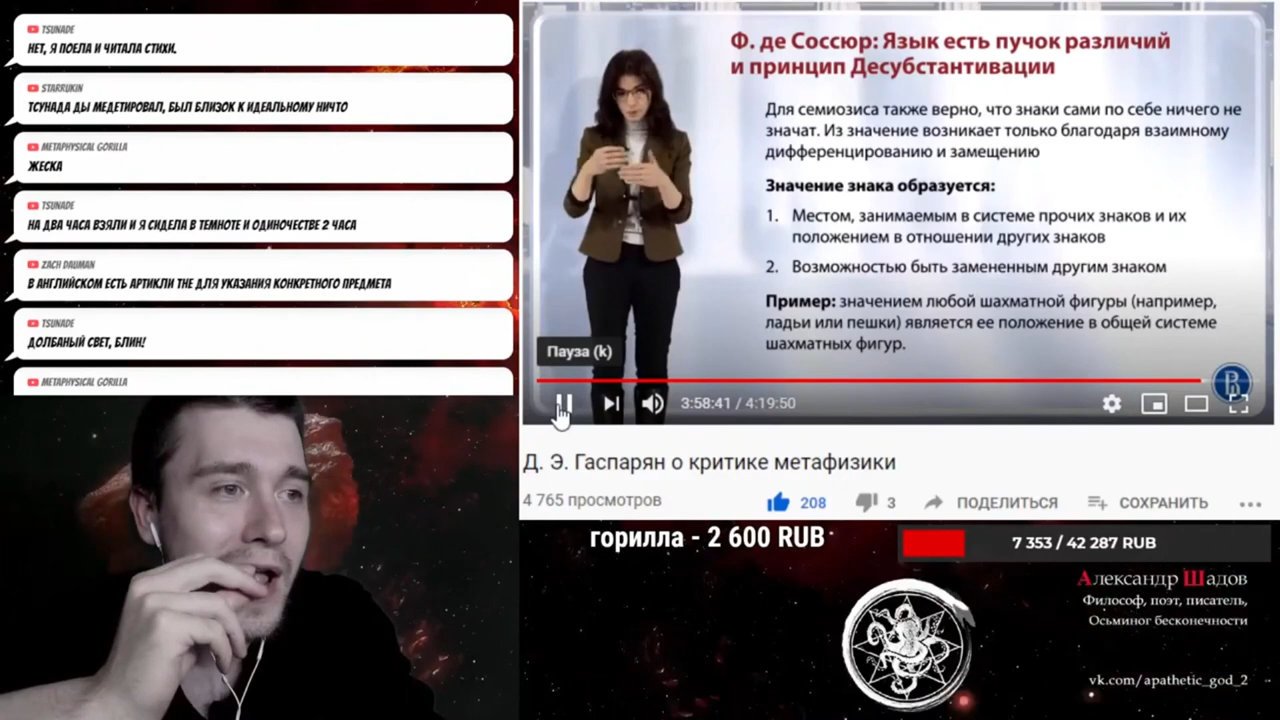 TSUNADE
НЕТ, Я ПОЕЛА И ЧИТАЛА СТИХИ.
STARRUKIN
ТСУНАДА ДЫ МЕДЕТИРОВАЛ, БЫЛ БЛИЗОК К ИДЕАЛЬНОМУ НИЧТО
METAPHYSICAL GORILLA
ЖЕСКА
TSUNADE
НА ДВА ЧАСА ВЗЯЛИ И Я СИДЕЛА В ТЕМНОТЕ И ОДИНОЧЕСТВЕ 2 ЧАСА
ZACH DAUMAN
В АНГЛИЙСКОМ ЕСТЬ АРТИКЛИ THE ДЛЯ УКАЗАНИЯ КОНКРЕТНОГО ПРЕДМЕТА
TSUNADE
ДОЛБАНЫЙ СВЕТ, БЛИН!
METAPHYSICAL GORILLA
Ф. де Соссюр: Язык есть пучок различий
и принцип Десубстантивации
Для семиозиса также верно, что знаки сами по себе ничего не
значат. Из значение возникает только благодаря взаимному
дифференцированию и замещению
Значение знака образуется:
1. Местом, занимаемым в системе прочих знаков и их
положением в отношении других знаков
2. Возможностью быть замененным другим знаком
Пример: значением любой шахматной фигуры (например,
ладьи или пешки) является ее положение в общей системе
шахматных фигур.
Пауза (k)
3:58:41 / 4:19:50
Д. Э. Гаспарян о критике метафизики
4 765 просмотров
208
3
ПОДЕЛИТЬСЯ
СОХРАНИТЬ
горилла - 2 600 RUB
7 353 / 42 287 RUB
Александр Шадов
Философ, поэт, писатель,
Осьминог бесконечности
vk.com/apathetic_god_2